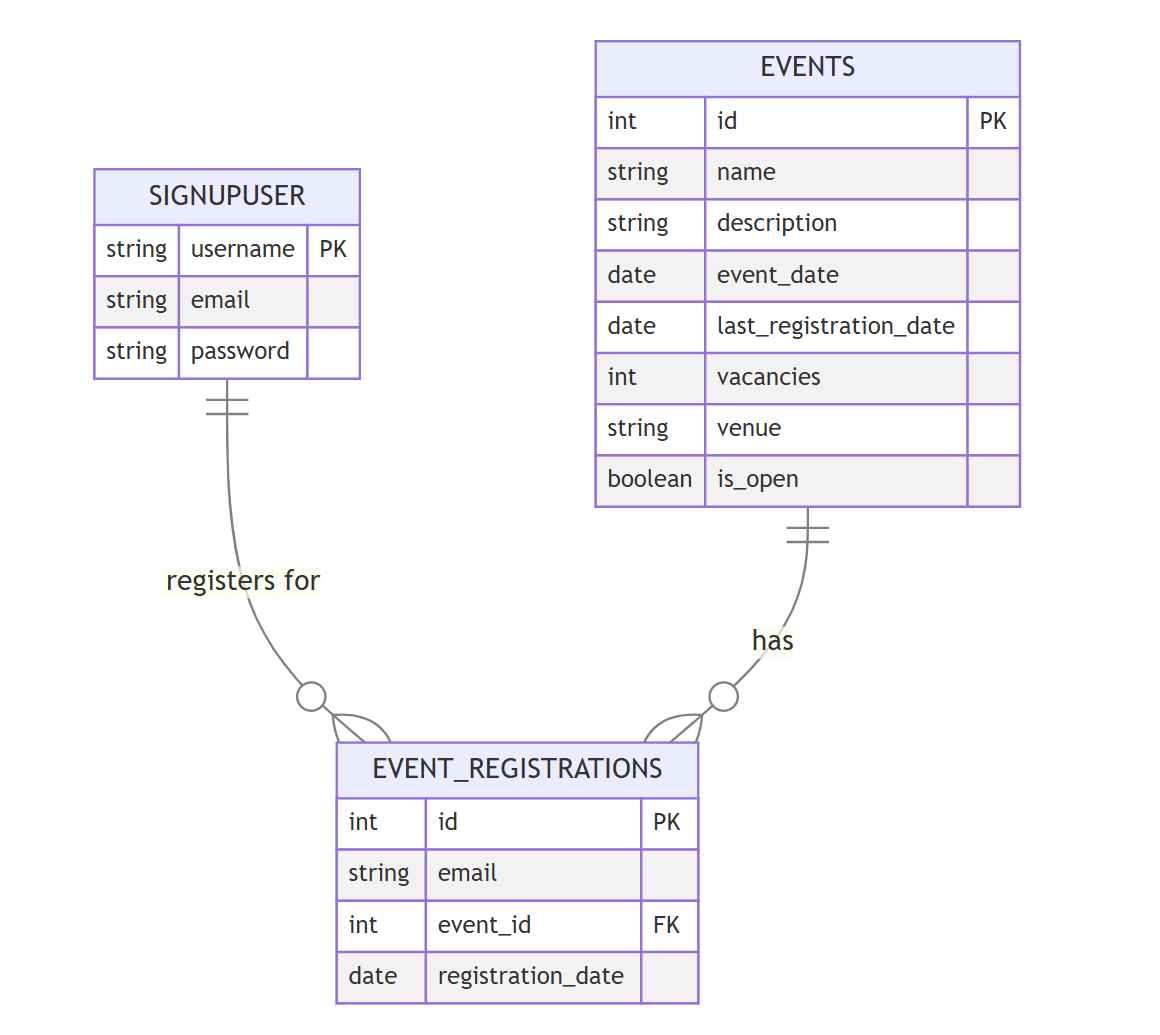 SIGNUPUSER
string username PK
string email
string password
EVENTS
int id PK
string name
string description
date event_date
date last_registration_date
int vacancies
string venue
boolean is_open
registers for
has
EVENT_REGISTRATIONS
int id PK
string email
int event_id FK
date registration_date